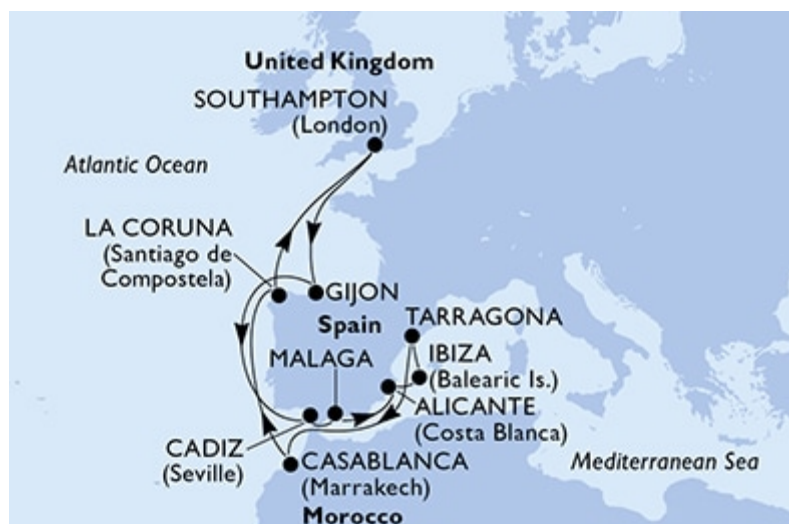 United Kingdom
SOUTHAMPTON
(London)
Atlantic Ocean
LA CORUNA
(Santiago de
Compostela)
GIJON
Spain
TARRAGONA
MALAGA
IBIZA
(Balearic Is.)
ALICANTE
(Costa Blanca)
CADIZ
(Seville)
CASABLANCA
(Marrakech)
Mediterranean Sea
Morocco